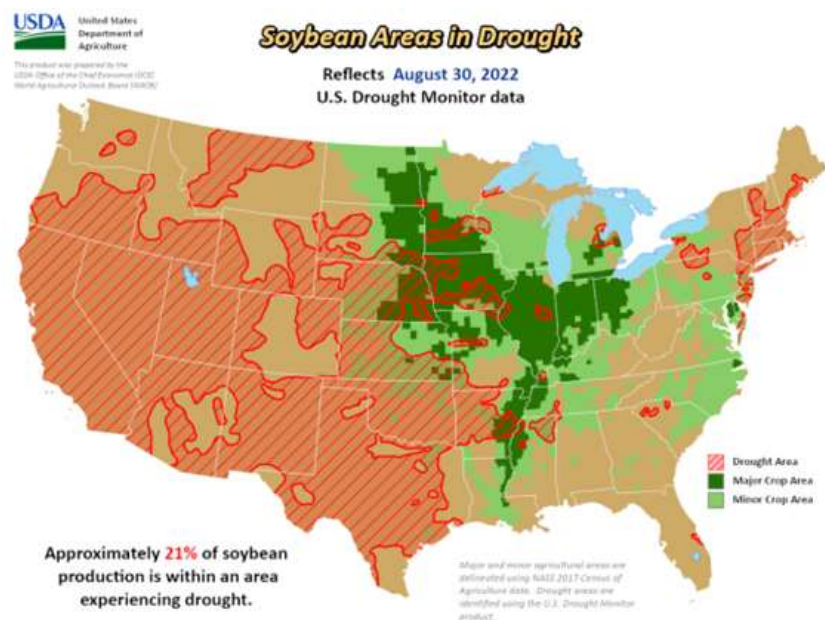 USDA
United States
Department of
Agriculture
This product was prepared by the
USDA Office of the Chief Economist (OCE)
World Agricultural Outlook Board (WAOB)
Soybean Areas in Drought
Reflects August 30, 2022
U.S. Drought Monitor data
Drought Area
Major Crop Area
Minor Crop Area
Approximately 21% of soybean
production is within an area
experiencing drought.
Major and minor agricultural areas are
delineated using NASS 2017 Census of
Agriculture data. Drought areas are
identified using the U.S. Drought Monitor
product.